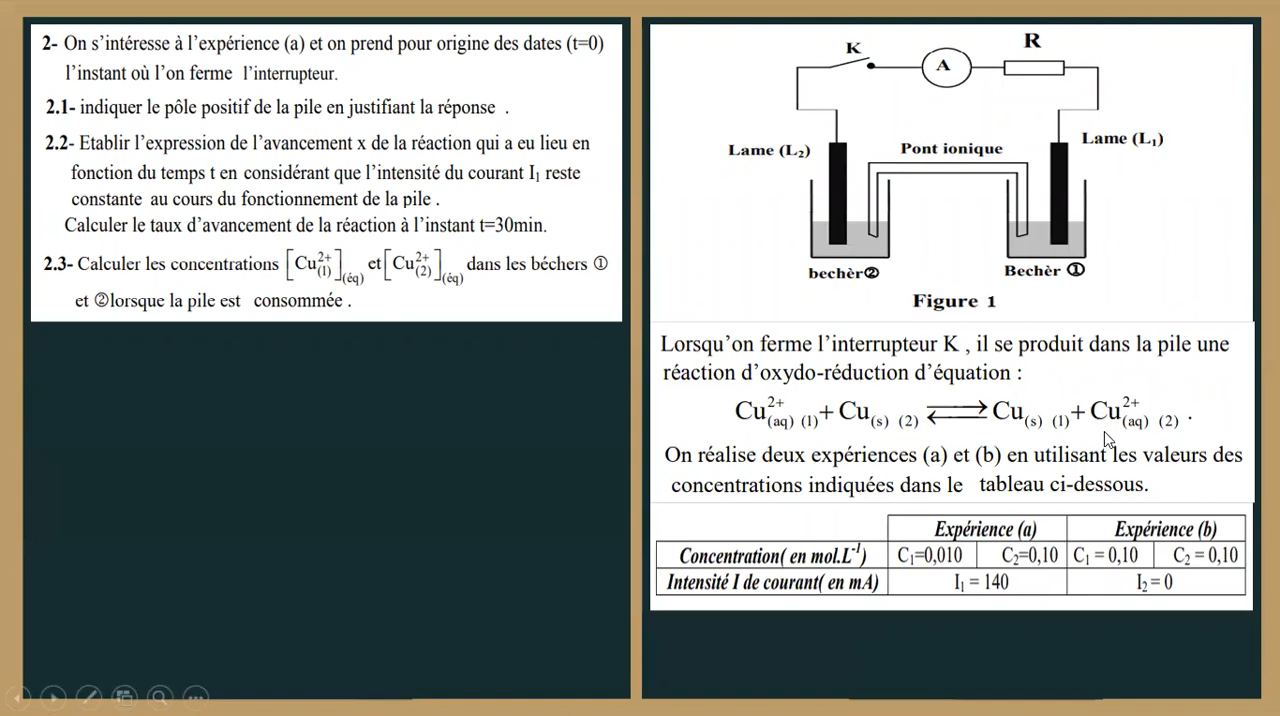 2- On s’intéresse à l’expérience (a) et on prend pour origine des dates (t=0)
l’instant où l’on ferme l’interrupteur.
2.1- indiquer le pôle positif de la pile en justifiant la réponse .
2.2- Etablir l’expression de l’avancement x de la réaction qui a eu lieu en
fonction du temps t en considérant que l’intensité du courant I₁ reste
constante au cours du fonctionnement de la pile .
Calculer le taux d’avancement de la réaction à l’instant t=30min.
2.3- Calculer les concentrations [Cu²⁺₍₁₎]₍éq₎ et [Cu²⁺₍₂₎]₍éq₎ dans les béchers ①
et ②lorsque la pile est consommée .
K
A
R
Lame (L₂)
Pont ionique
Lame (L₁)
bechèr②
Bechèr ①
Figure 1
Lorsqu’on ferme l’interrupteur K , il se produit dans la pile une
réaction d’oxydo-réduction d’équation :
Cu²⁺(aq) (1) + Cu(s) (2) ⇌ Cu(s) (1) + Cu²⁺(aq) (2) .
On réalise deux expériences (a) et (b) en utilisant les valeurs des
concentrations indiquées dans le tableau ci-dessous.
Expérience (a) Expérience (b)
Concentration( en mol.L⁻¹) C₁=0,010 C₂=0,10 C₁ = 0,10 C₂ = 0,10
Intensité I de courant( en mA) I₁ = 140 I₂ = 0